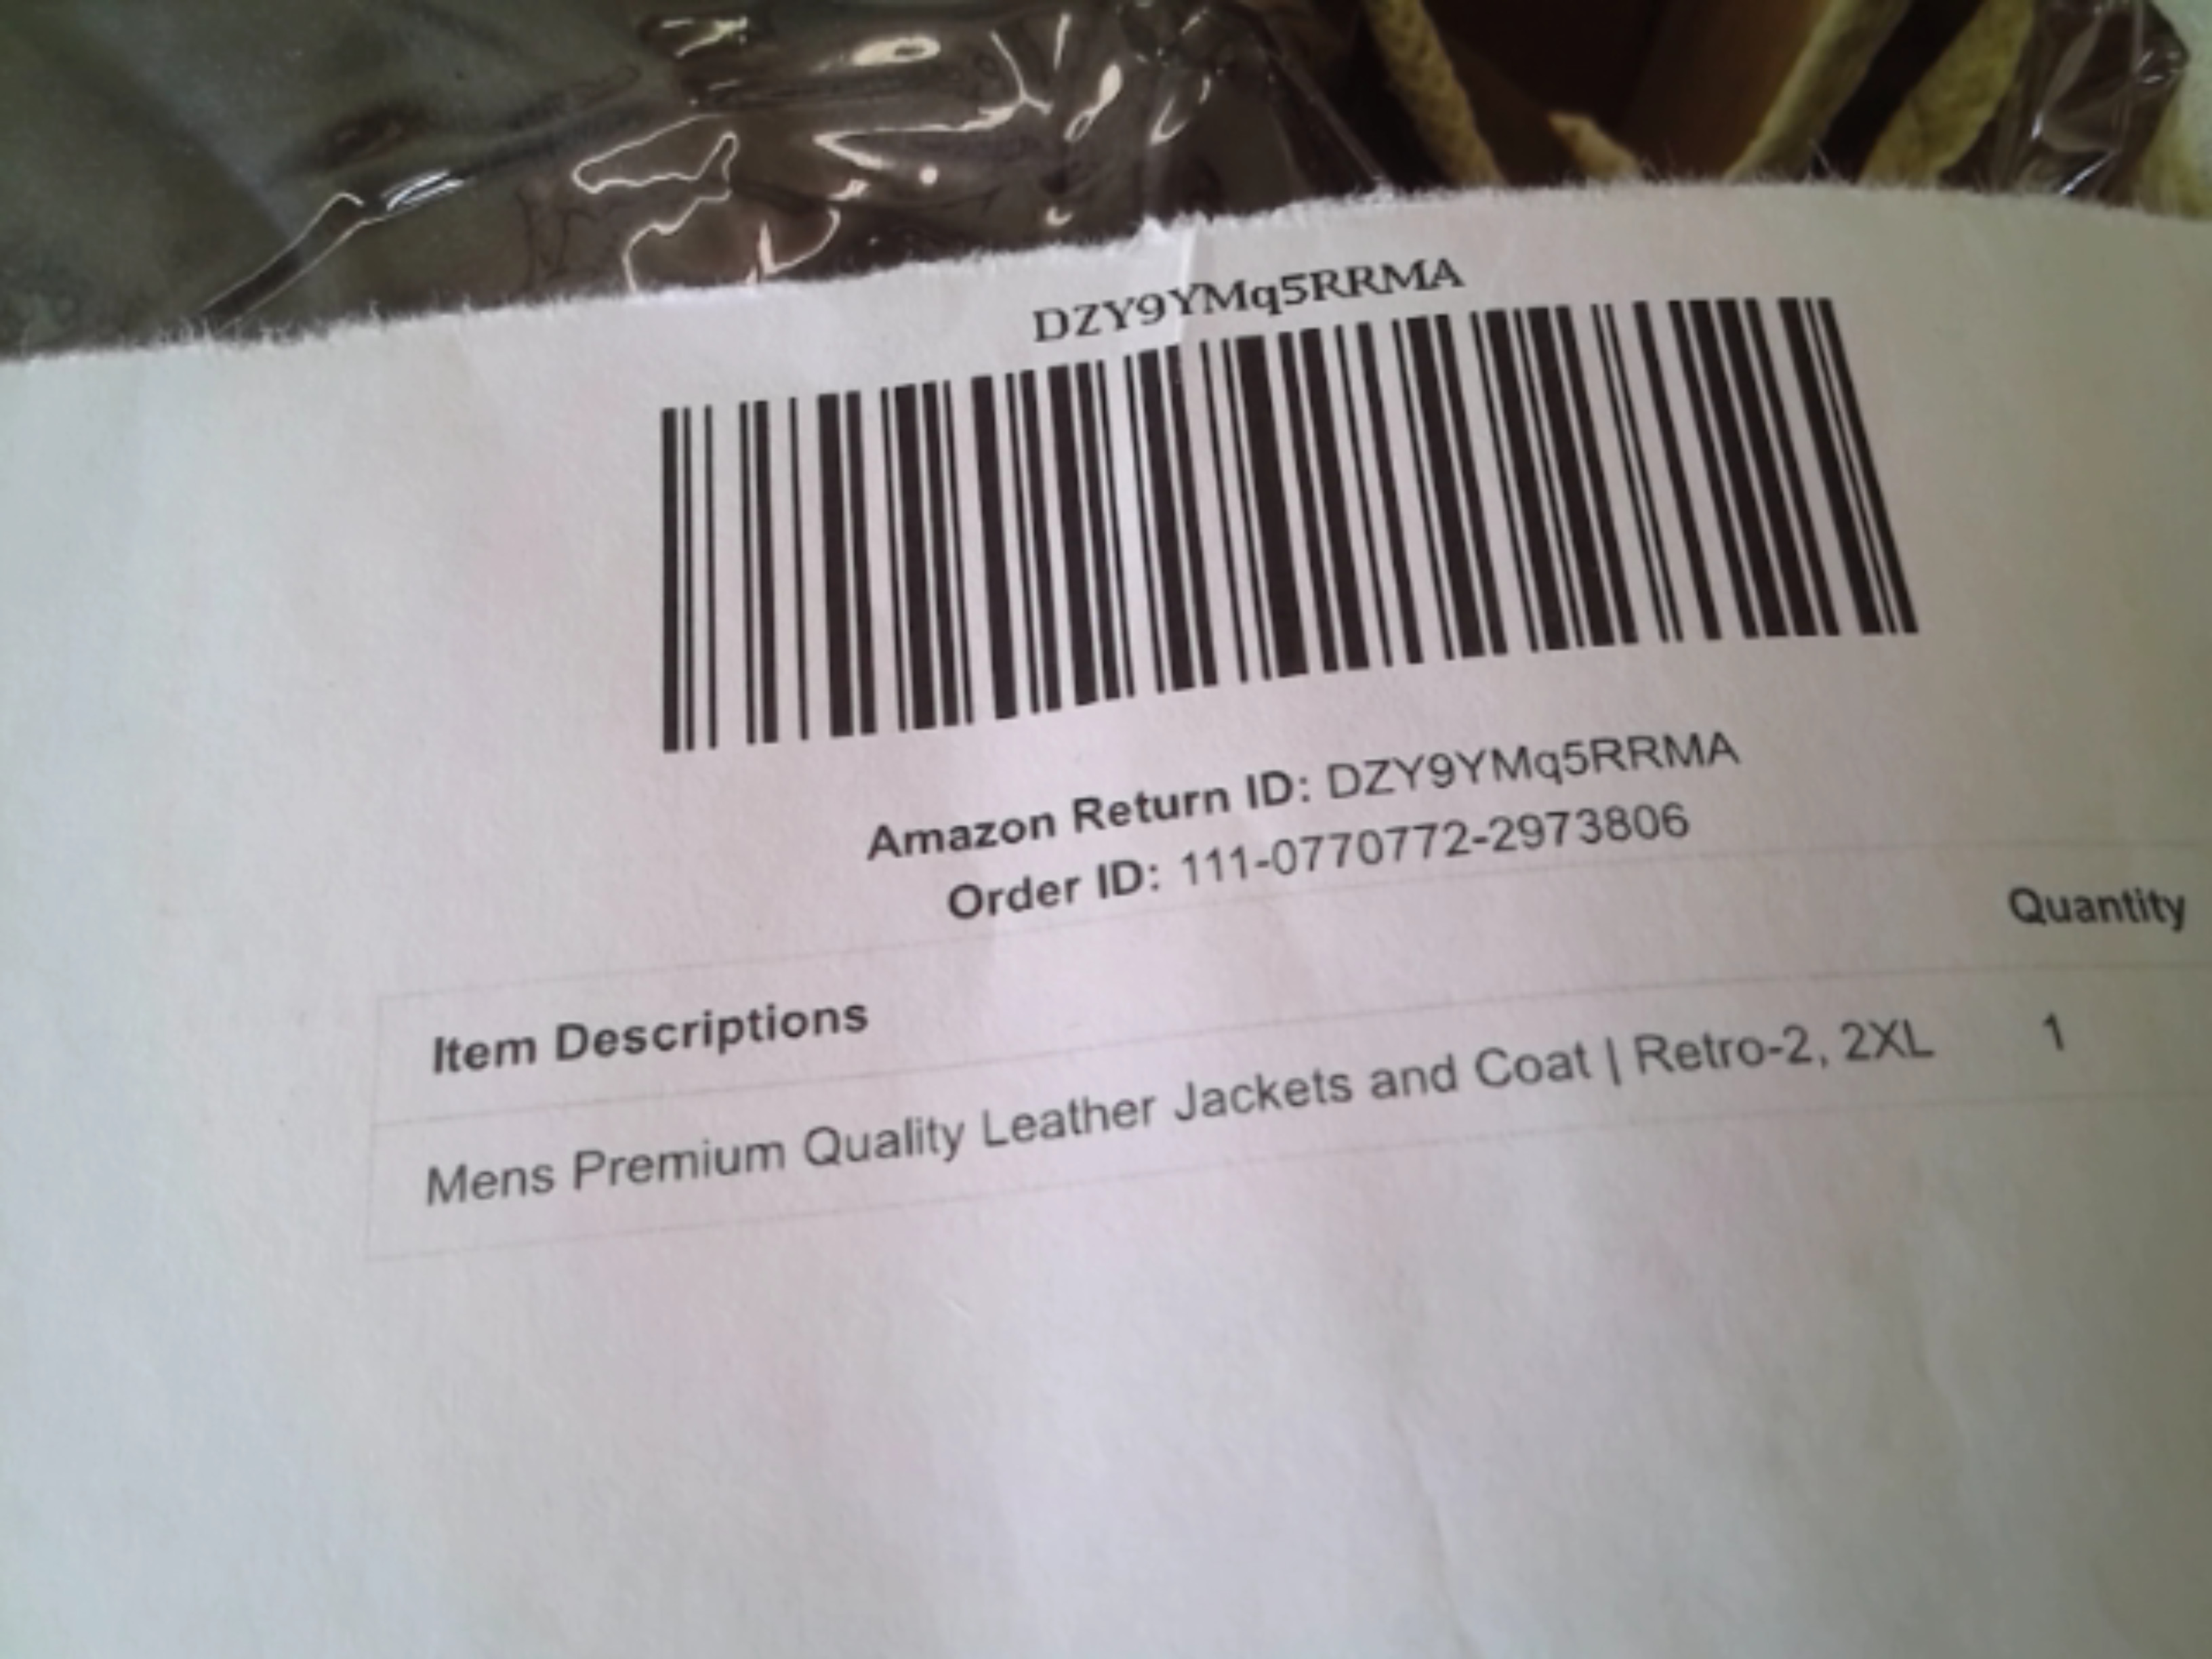 DZY9YMq5RRMA
Amazon Return ID: DZY9YMq5RRMA
Order ID: 111-0770772-2973806
Item Descriptions Quantity
Mens Premium Quality Leather Jackets and Coat | Retro-2, 2XL 1